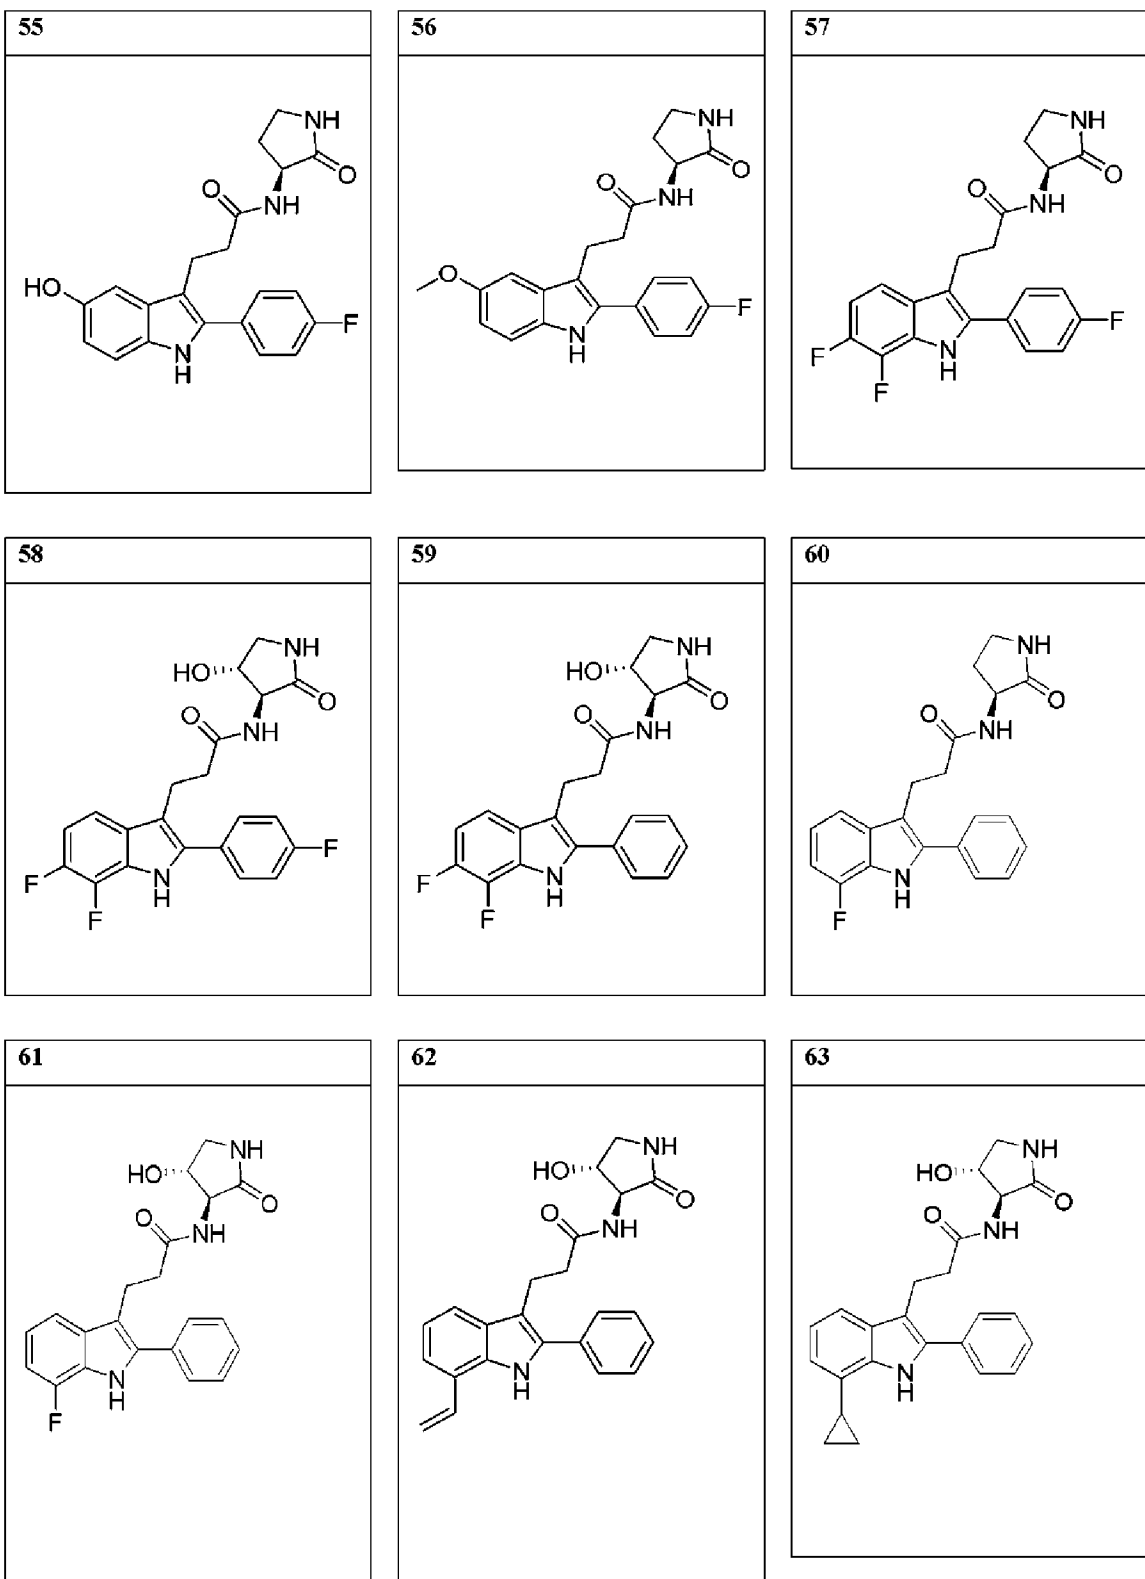 55 56 57
NH NH NH
O O O
O NH O NH O NH
HO O
F F F
N H N H F N H
F
58 59 60
NH NH NH
HO HO
O O O
O NH O NH O NH
F
F N H F N H N H
F F F
61 62 63
NH NH NH
HO HO HO
O O O
O NH O NH O NH
N H N H N H
F